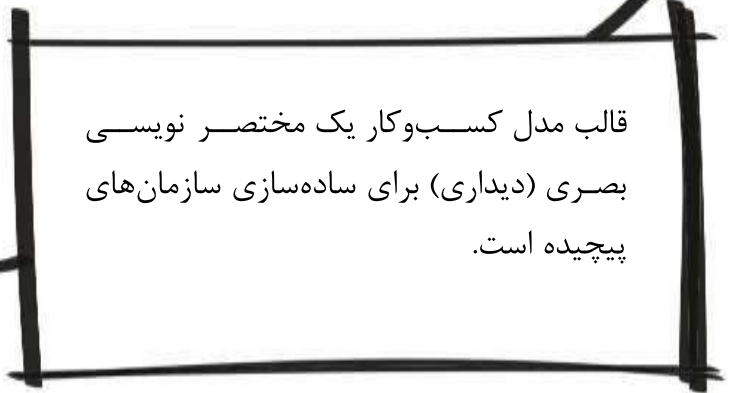 قالب مدل کسب‌وکار یک مختصر نویسی
بصری (دیداری) برای ساده‌سازی سازمان‌های
پیچیده است.